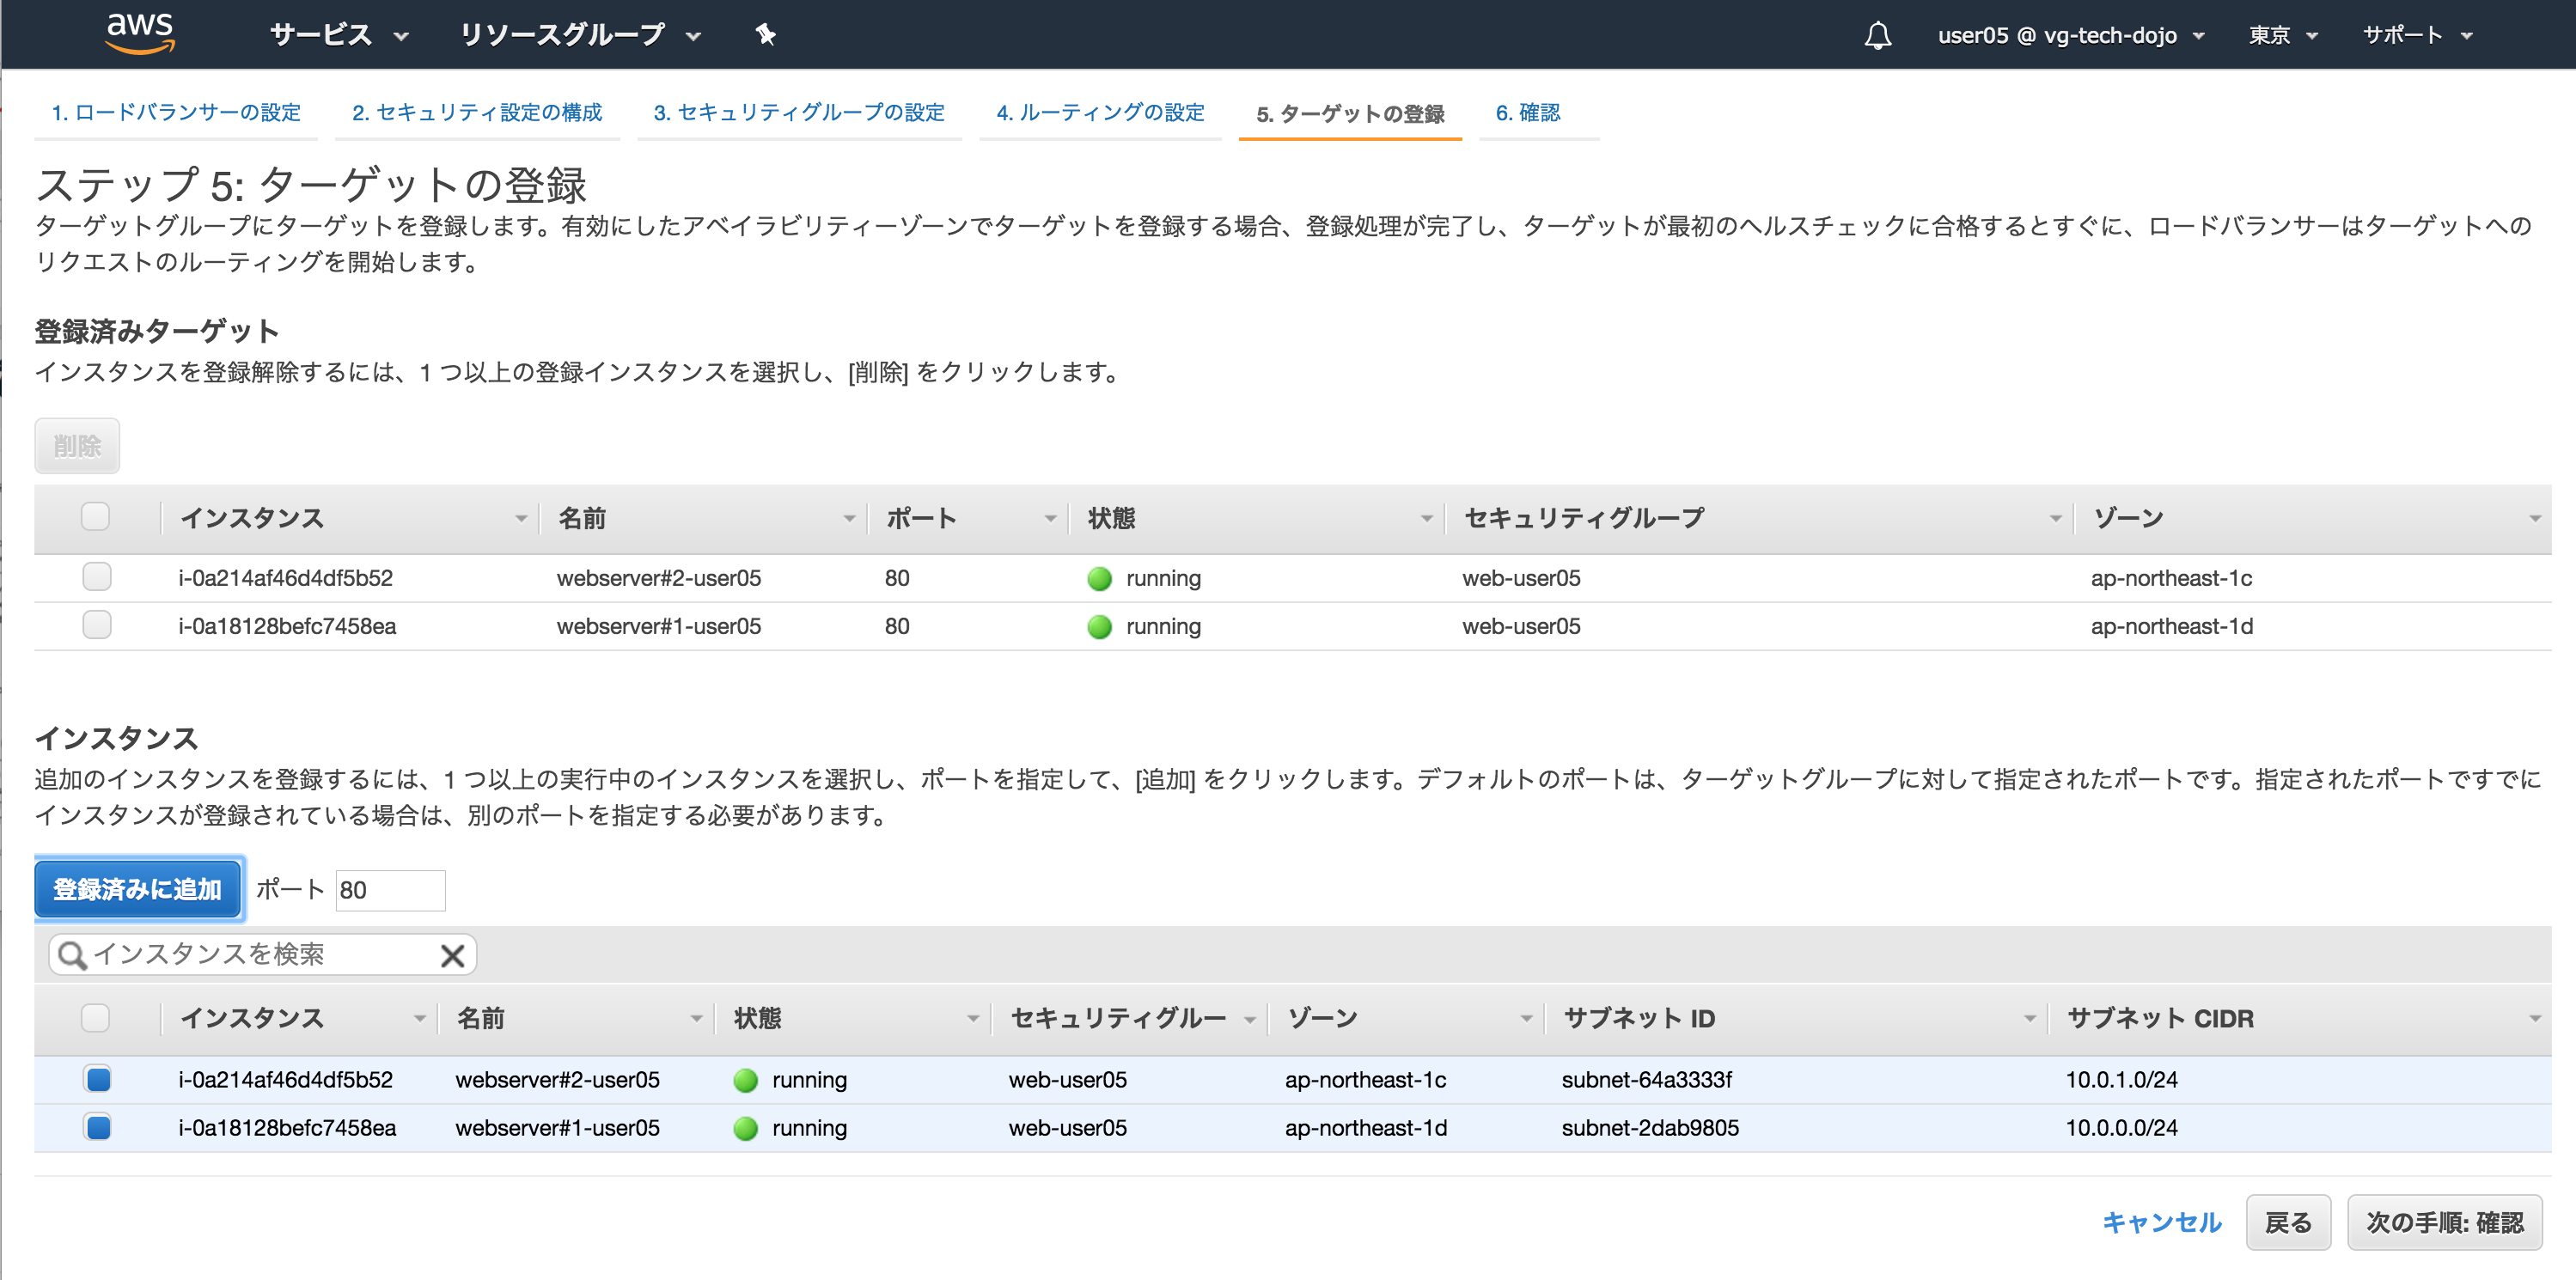 aws サービス リソースグループ user05 @ vg-tech-dojo 東京 サポート
1. ロードバランサーの設定 2. セキュリティ設定の構成 3. セキュリティグループの設定 4. ルーティングの設定 5. ターゲットの登録 6. 確認
ステップ 5: ターゲットの登録
ターゲットグループにターゲットを登録します。有効にしたアベイラビリティーゾーンでターゲットを登録する場合、登録処理が完了し、ターゲットが最初のヘルスチェックに合格するとすぐに、ロードバランサーはターゲットへの
リクエストのルーティングを開始します。
登録済みターゲット
インスタンスを登録解除するには、1 つ以上の登録インスタンスを選択し、[削除] をクリックします。
削除
インスタンス 名前 ポート 状態 セキュリティグループ ゾーン
i-0a214af46d4df5b52 webserver#2-user05 80 running web-user05 ap-northeast-1c
i-0a18128befc7458ea webserver#1-user05 80 running web-user05 ap-northeast-1d
インスタンス
追加のインスタンスを登録するには、1 つ以上の実行中のインスタンスを選択し、ポートを指定して、[追加] をクリックします。デフォルトのポートは、ターゲットグループに対して指定されたポートです。指定されたポートですでに
インスタンスが登録されている場合は、別のポートを指定する必要があります。
登録済みに追加 ポート 80
インスタンスを検索
インスタンス 名前 状態 セキュリティグルー ゾーン サブネット ID サブネット CIDR
i-0a214af46d4df5b52 webserver#2-user05 running web-user05 ap-northeast-1c subnet-64a3333f 10.0.1.0/24
i-0a18128befc7458ea webserver#1-user05 running web-user05 ap-northeast-1d subnet-2dab9805 10.0.0.0/24
キャンセル 戻る 次の手順: 確認